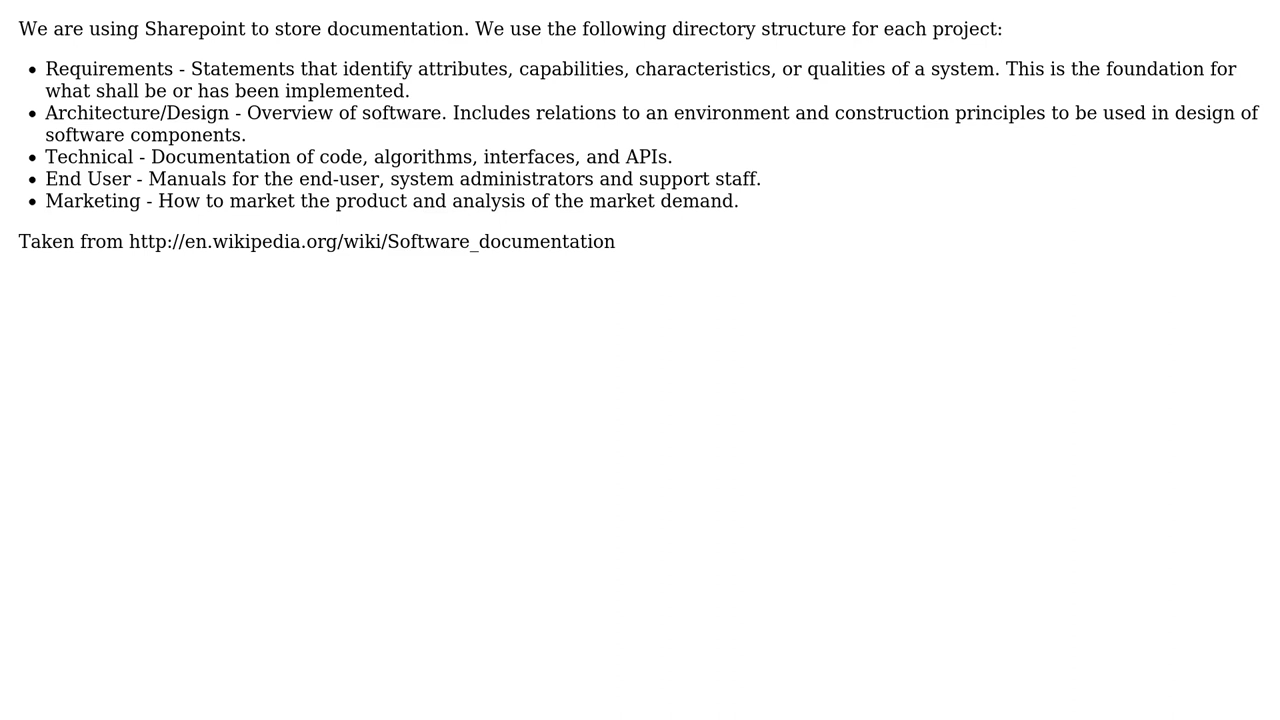 We are using Sharepoint to store documentation. We use the following directory structure for each project:
• Requirements - Statements that identify attributes, capabilities, characteristics, or qualities of a system. This is the foundation for
what shall be or has been implemented.
• Architecture/Design - Overview of software. Includes relations to an environment and construction principles to be used in design of
software components.
• Technical - Documentation of code, algorithms, interfaces, and APIs.
• End User - Manuals for the end-user, system administrators and support staff.
• Marketing - How to market the product and analysis of the market demand.
Taken from http://en.wikipedia.org/wiki/Software_documentation